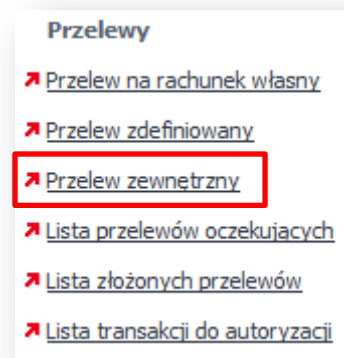 Przelewy
Przelew na rachunek własny
Przelew zdefiniowany
Przelew zewnętrzny
Lista przelewów oczekujących
Lista złożonych przelewów
Lista transakcji do autoryzacji